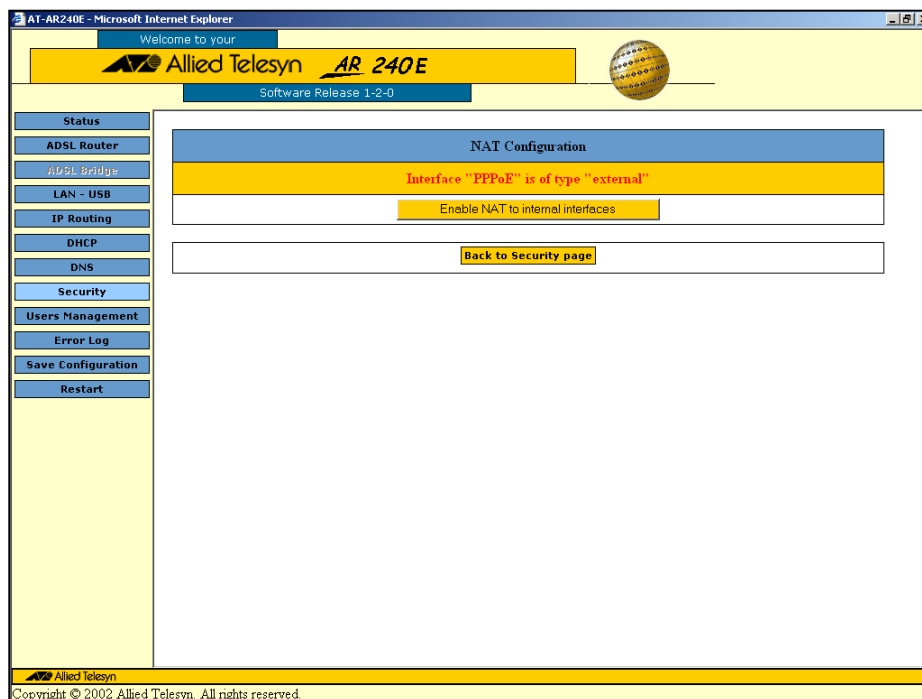 AT-AR240E - Microsoft Internet Explorer
Welcome to your
Allied Telesyn AR 240E
Software Release 1-2-0
Status
ADSL Router
ADSL Bridge
LAN - USB
IP Routing
DHCP
DNS
Security
Users Management
Error Log
Save Configuration
Restart
NAT Configuration
Interface "PPPoE" is of type "external"
Enable NAT to internal interfaces
Back to Security page
Allied Telesyn
Copyright © 2002 Allied Telesyn. All rights reserved.